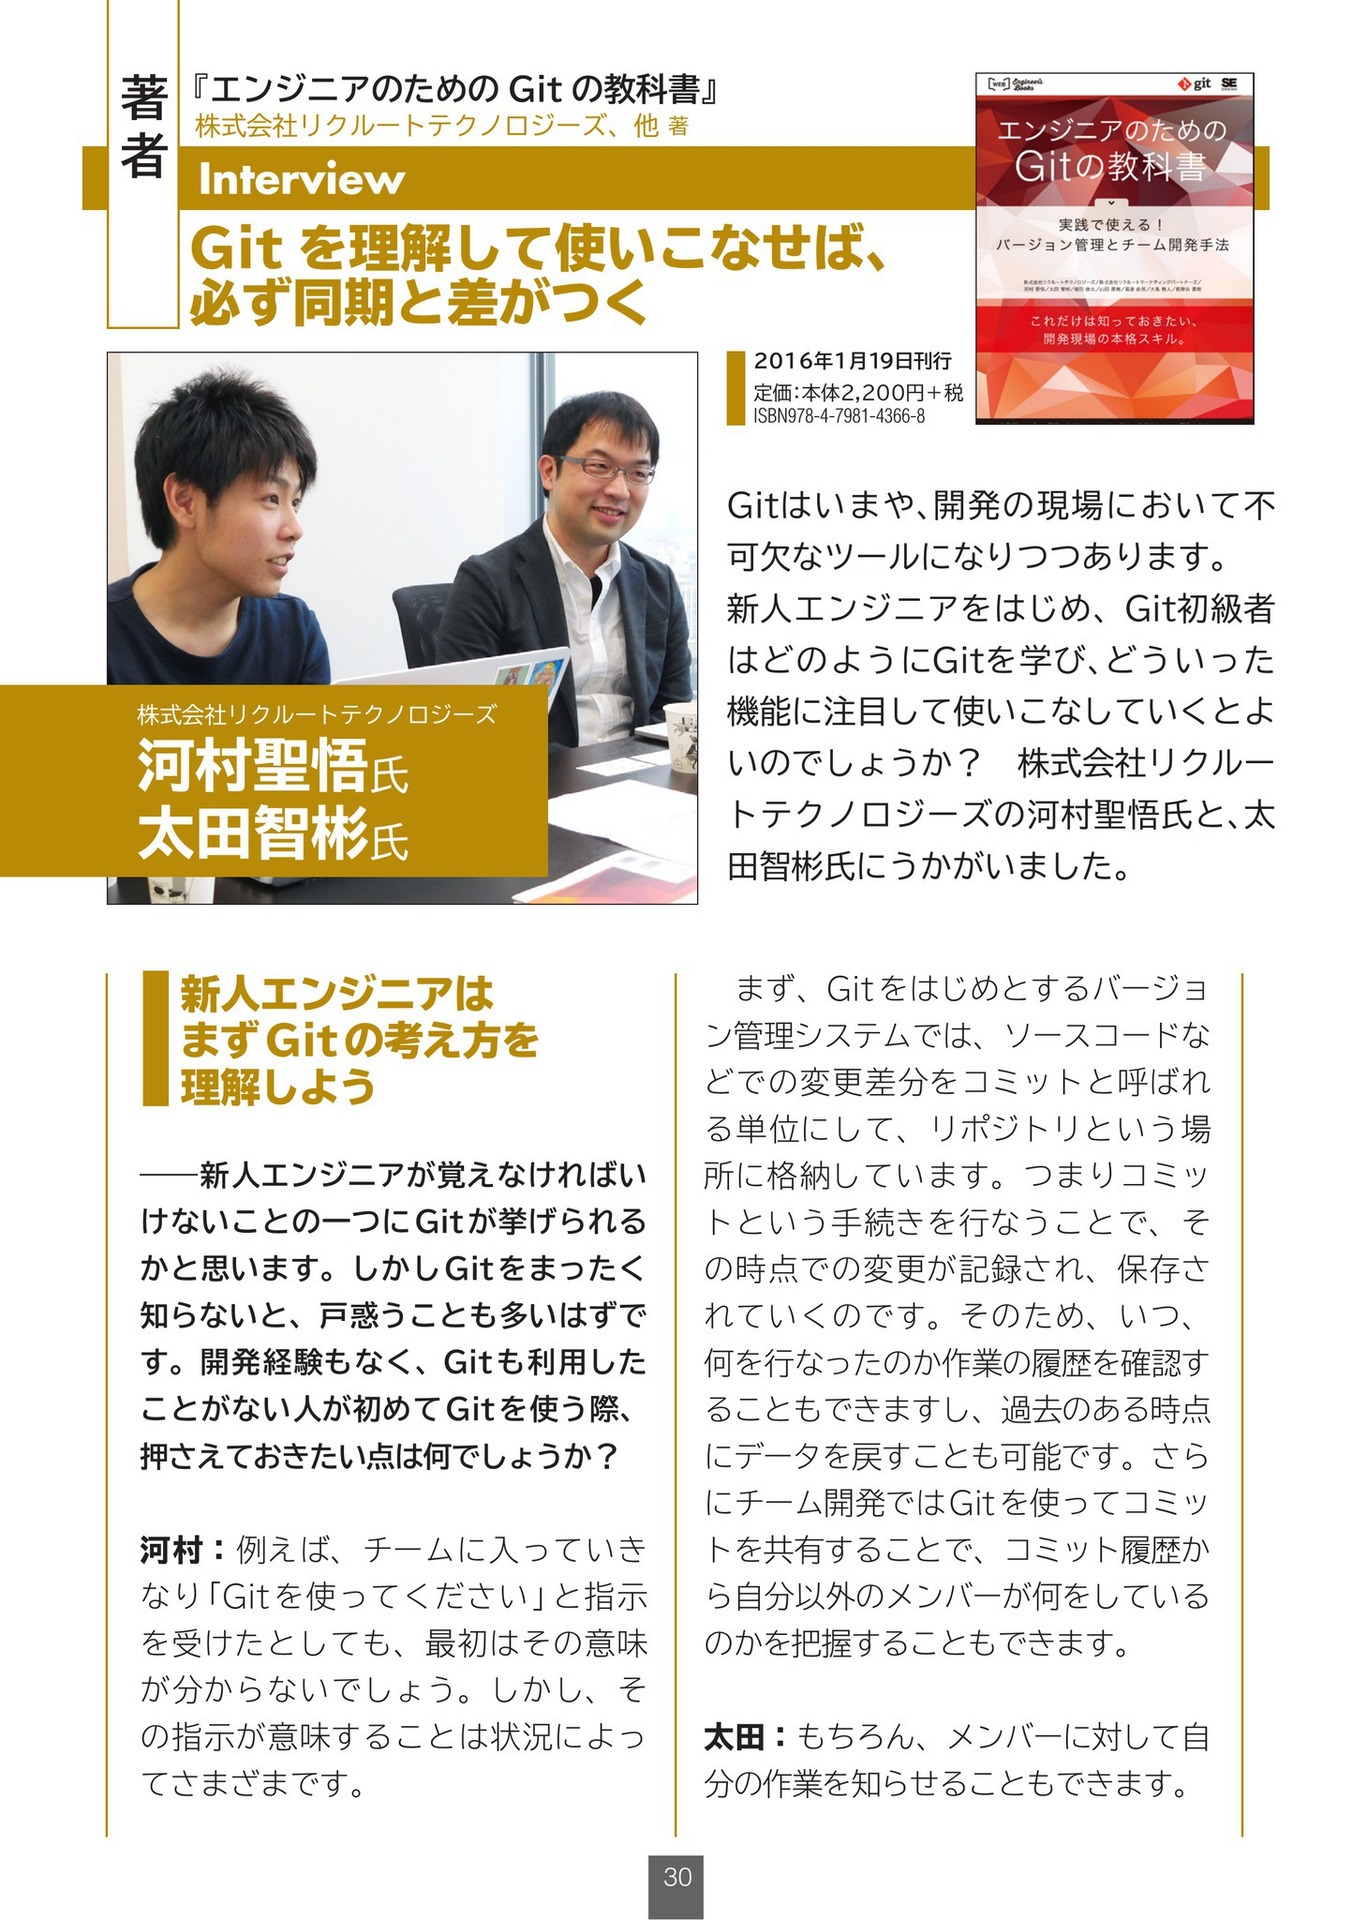 著者
『エンジニアのための Git の教科書』
株式会社リクルートテクノロジーズ、他 著
Interview
Git を理解して使いこなせば、
必ず同期と差がつく
WEB Engineer's Books
git SE
エンジニアのための
Gitの教科書
実践で使える！
バージョン管理とチーム開発手法
株式会社リクルートテクノロジーズ／株式会社リクルートマーケティングパートナーズ／
これだけは知っておきたい、
開発現場の本格スキル。
2016年1月19日刊行
定価：本体2,200円＋税
ISBN978-4-7981-4366-8
株式会社リクルートテクノロジーズ
河村聖悟氏
太田智彬氏
Gitはいまや、開発の現場において不
可欠なツールになりつつあります。
新人エンジニアをはじめ、Git初級者
はどのようにGitを学び、どういった
機能に注目して使いこなしていくとよ
いのでしょうか？　株式会社リクルー
トテクノロジーズの河村聖悟氏と、太
田智彬氏にうかがいました。
新人エンジニアは
まずGitの考え方を
理解しよう
――新人エンジニアが覚えなければい
けないことの一つにGitが挙げられる
かと思います。しかしGitをまったく
知らないと、戸惑うことも多いはずで
す。開発経験もなく、Gitも利用した
ことがない人が初めてGitを使う際、
押さえておきたい点は何でしょうか？
河村：例えば、チームに入っていき
なり「Gitを使ってください」と指示
を受けたとしても、最初はその意味
が分からないでしょう。しかし、そ
の指示が意味することは状況によっ
てさまざまです。
まず、Gitをはじめとするバージョ
ン管理システムでは、ソースコードな
どでの変更差分をコミットと呼ばれ
る単位にして、リポジトリという場
所に格納しています。つまりコミッ
トという手続きを行なうことで、そ
の時点での変更が記録され、保存さ
れていくのです。そのため、いつ、
何を行なったのか作業の履歴を確認す
ることもできますし、過去のある時点
にデータを戻すことも可能です。さら
にチーム開発ではGitを使ってコミッ
トを共有することで、コミット履歴か
ら自分以外のメンバーが何をしている
のかを把握することもできます。
太田：もちろん、メンバーに対して自
分の作業を知らせることもできます。
30